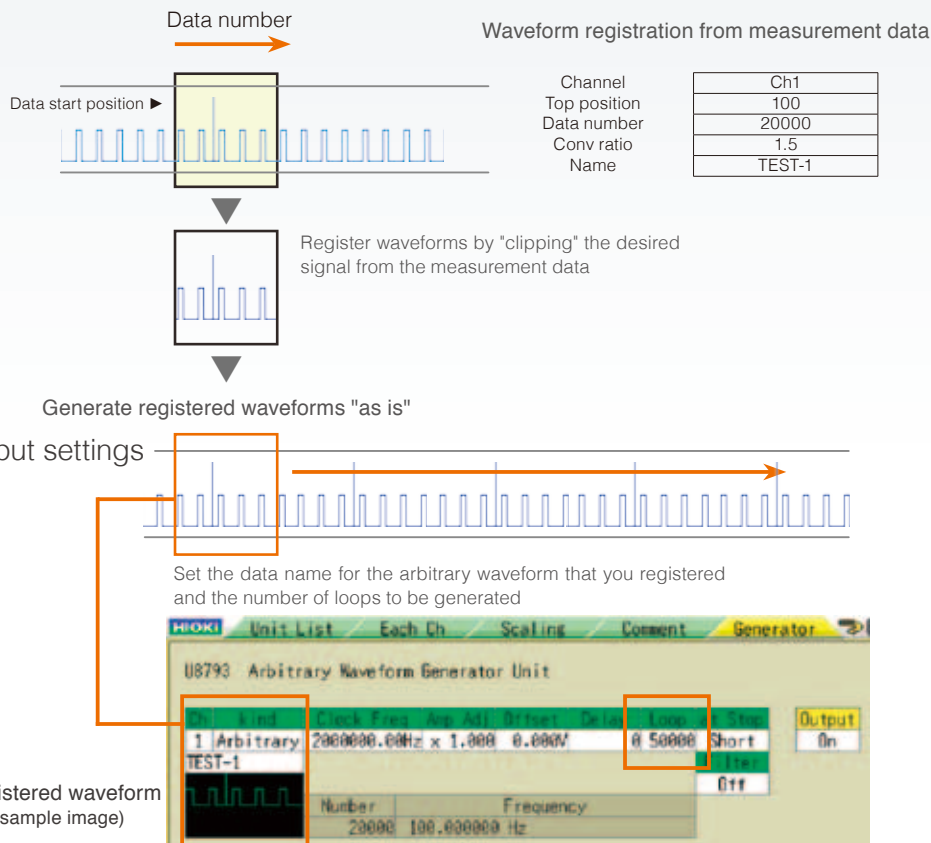 Data number
Waveform registration from measurement data
Data start position ►
Channel Ch1
Top position 100
Data number 20000
Conv ratio 1.5
Name TEST-1
Register waveforms by "clipping" the desired
signal from the measurement data
Generate registered waveforms "as is"
put settings
Set the data name for the arbitrary waveform that you registered
and the number of loops to be generated
HIOKI Unit List Each Ch Scaling Comment Generator
U8793 Arbitrary Waveform Generator Unit
Ch kind Clock Freq Amp Adj Offset Delay Loop at Stop Output
1 Arbitrary 2000000.00Hz x 1.000 0.000V 0 50000 Short On
TEST-1 Filter
Off
istered waveform
sample image)
Number Frequency
20000 100.000000 Hz